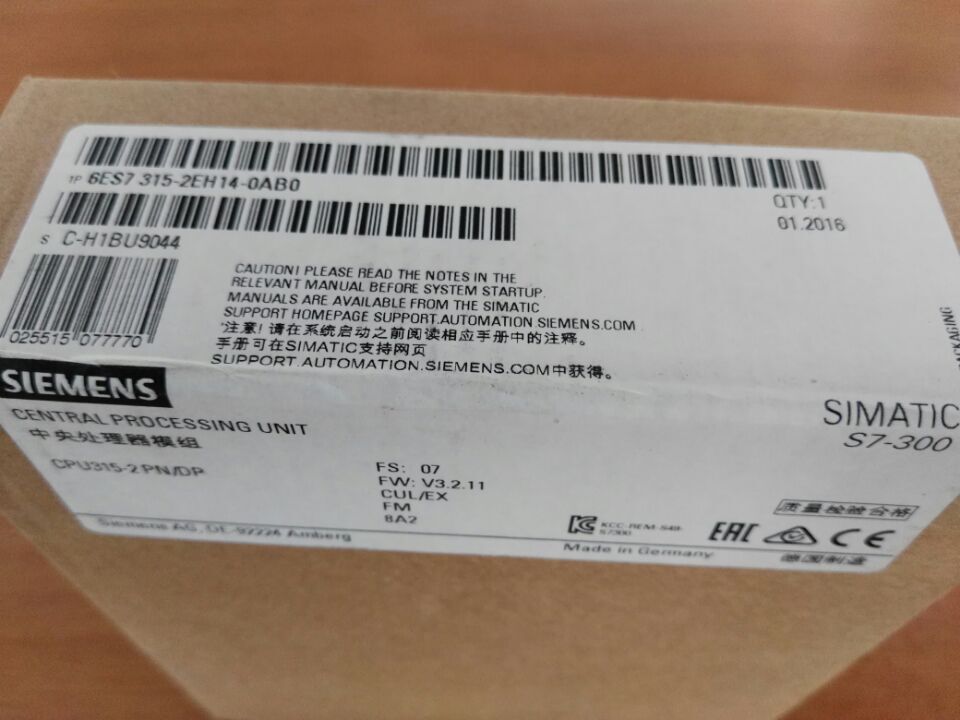 1P 6ES7 315-2EH14-0AB0
QTY:1
01.2016
S C-H1BU9044
025515 077770
CAUTION! PLEASE READ THE NOTES IN THE
RELEVANT MANUAL BEFORE SYSTEM STARTUP.
MANUALS ARE AVAILABLE FROM THE SIMATIC
SUPPORT HOMEPAGE SUPPORT.AUTOMATION.SIEMENS.COM
注意! 请在系统启动之前阅读相应手册中的注释。
手册可在SIMATIC支持网页
SUPPORT.AUTOMATION.SIEMENS.COM中获得。
SIEMENS
CENTRAL PROCESSING UNIT
中央处理器模组
CPU315-2 PN/DP
SIMATIC
S7-300
FS: 07
FW: V3.2.11
CUL/EX
FM
8A2
Siemens AG, DE-92224 Amberg
KCC-REM-S49-
S7300
EAC
CE
质量检验合格
Made in Germany
德国制造